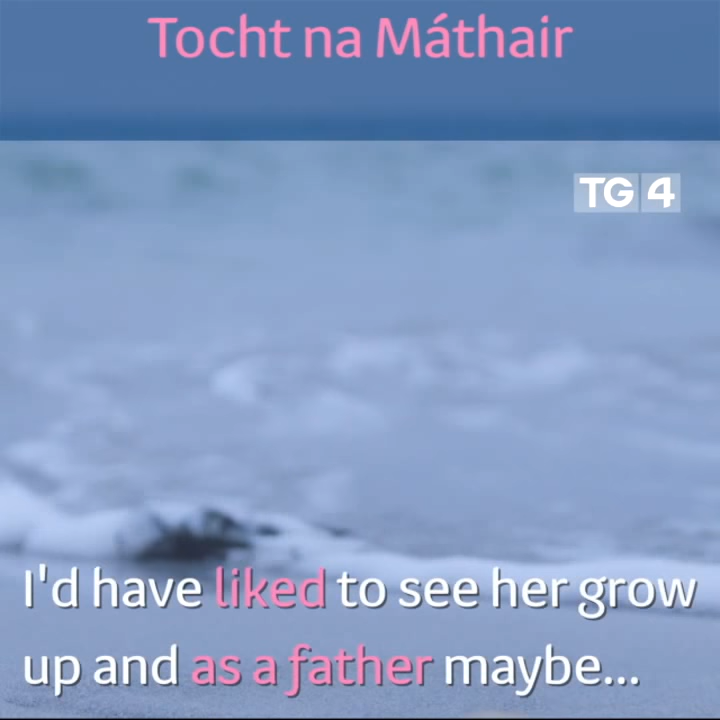 Tocht na Máthair
TG4
I'd have liked to see her grow
up and as a father maybe...